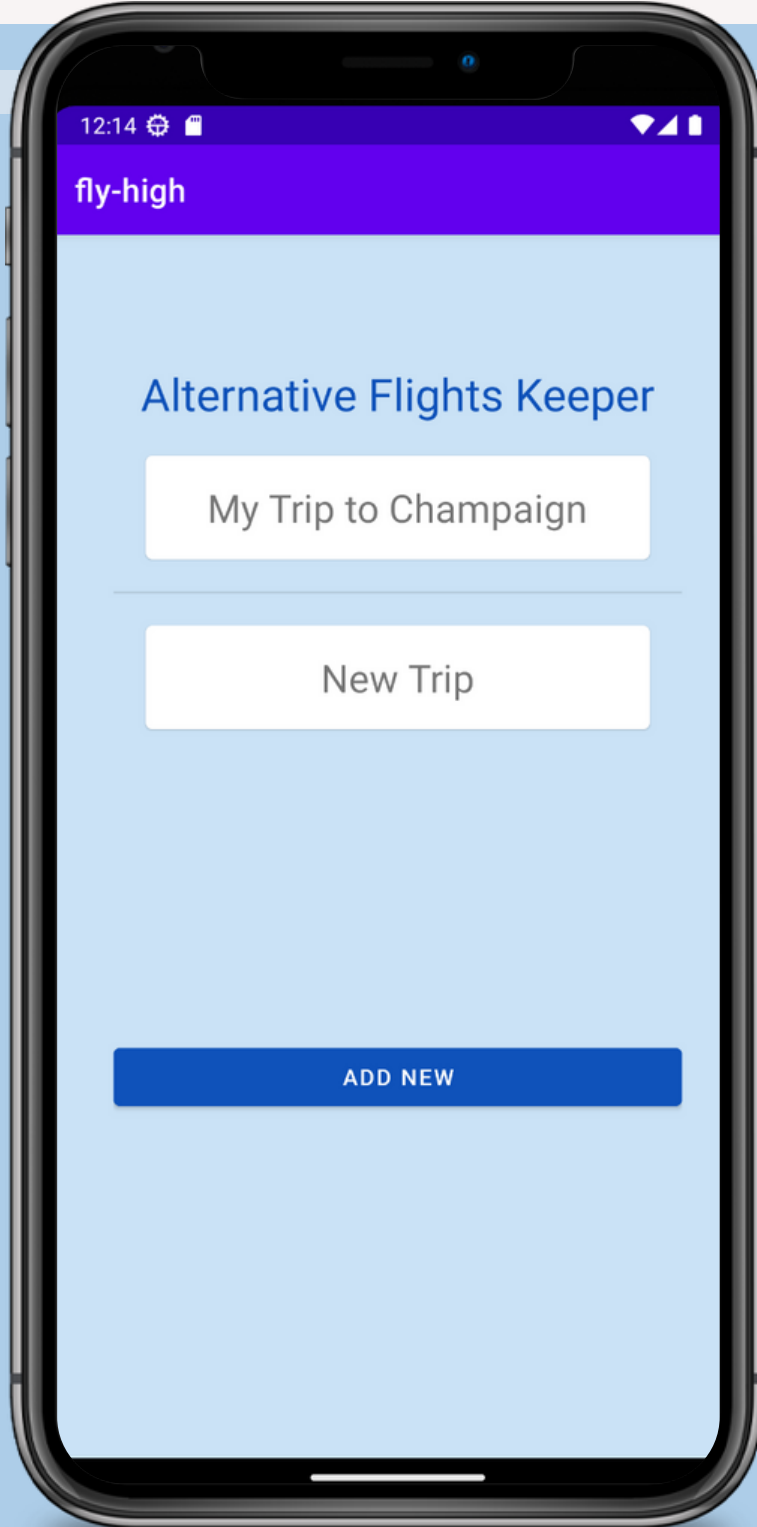 12:14
fly-high
Alternative Flights Keeper
My Trip to Champaign
New Trip
ADD NEW